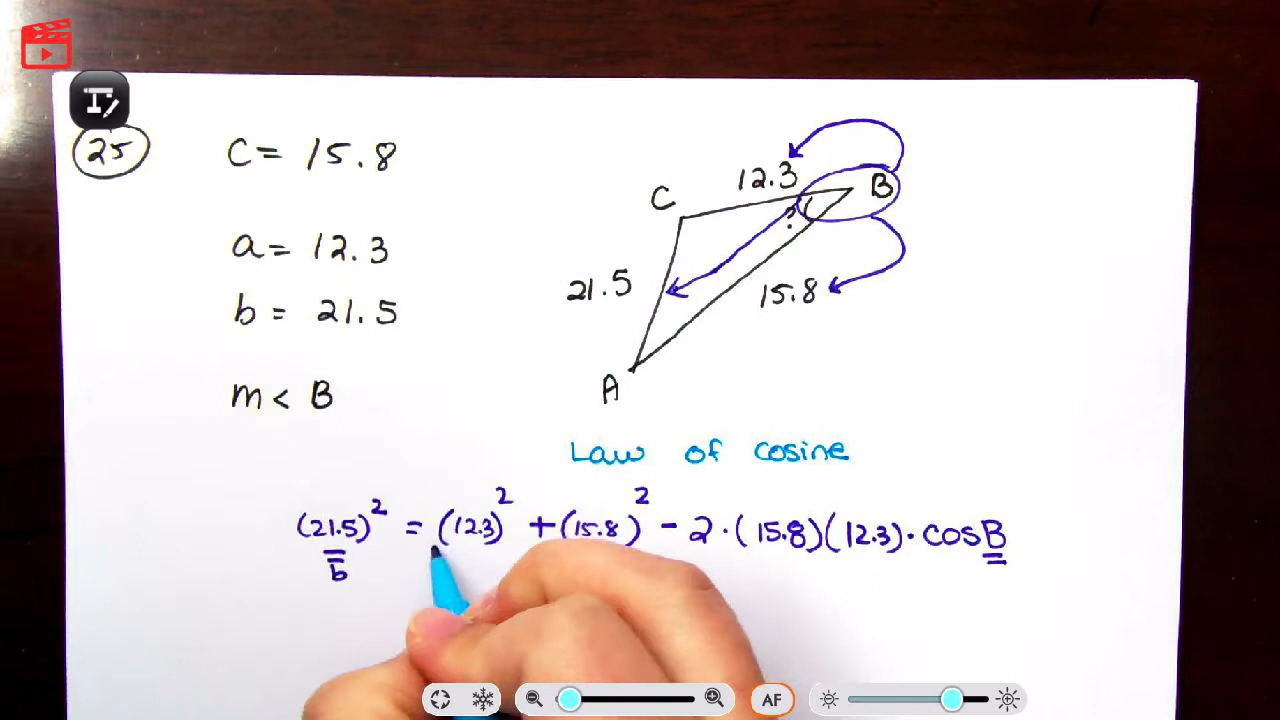 25
C = 15.8
a = 12.3
b = 21.5
m < B
C
12.3
B
?
21.5
15.8
A
Law of cosine
(21.5)² = (12.3)² + (15.8)² - 2 · (15.8)(12.3) · cosB
b
AF